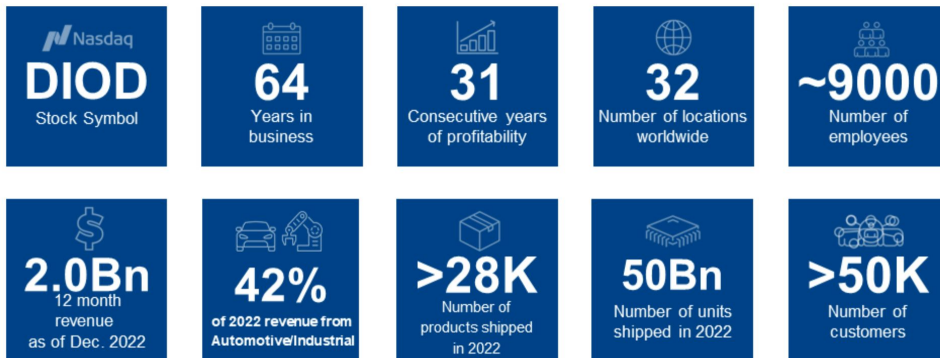 Nasdaq
DIOD
Stock Symbol
64
Years in
business
31
Consecutive years
of profitability
32
Number of locations
worldwide
~9000
Number of
employees
2.0Bn
12 month
revenue
as of Dec. 2022
42%
of 2022 revenue from
Automotive/Industrial
>28K
Number of
products shipped
in 2022
50Bn
Number of units
shipped in 2022
>50K
Number of
customers